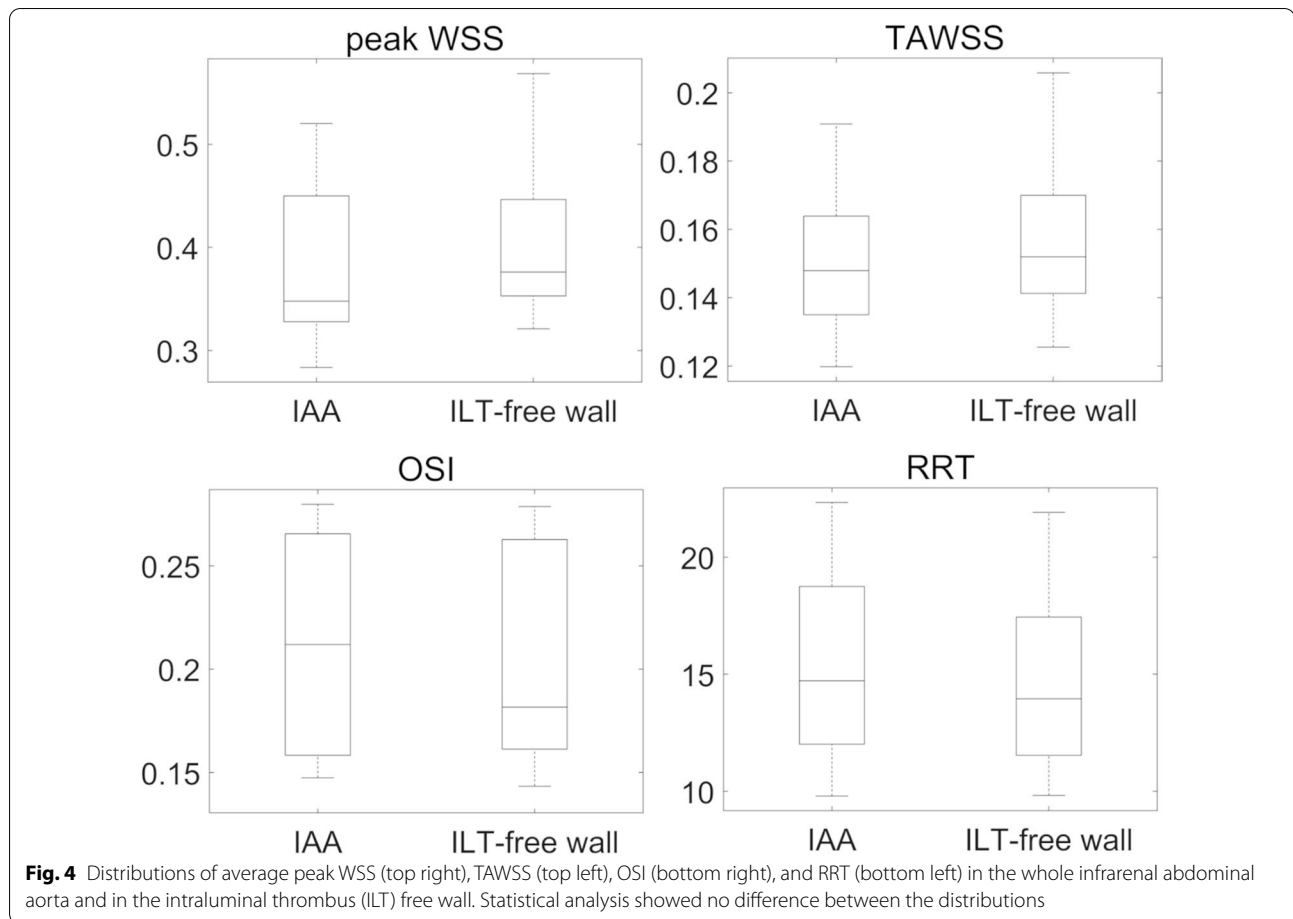 peak WSS
0.5
0.4
0.3
IAA ILT-free wall
TAWSS
0.2
0.18
0.16
0.14
0.12
IAA ILT-free wall
OSI
0.25
0.2
0.15
IAA ILT-free wall
RRT
20
15
10
IAA ILT-free wall
Fig. 4 Distributions of average peak WSS (top right), TAWSS (top left), OSI (bottom right), and RRT (bottom left) in the whole infrarenal abdominal
aorta and in the intraluminal thrombus (ILT) free wall. Statistical analysis showed no difference between the distributions